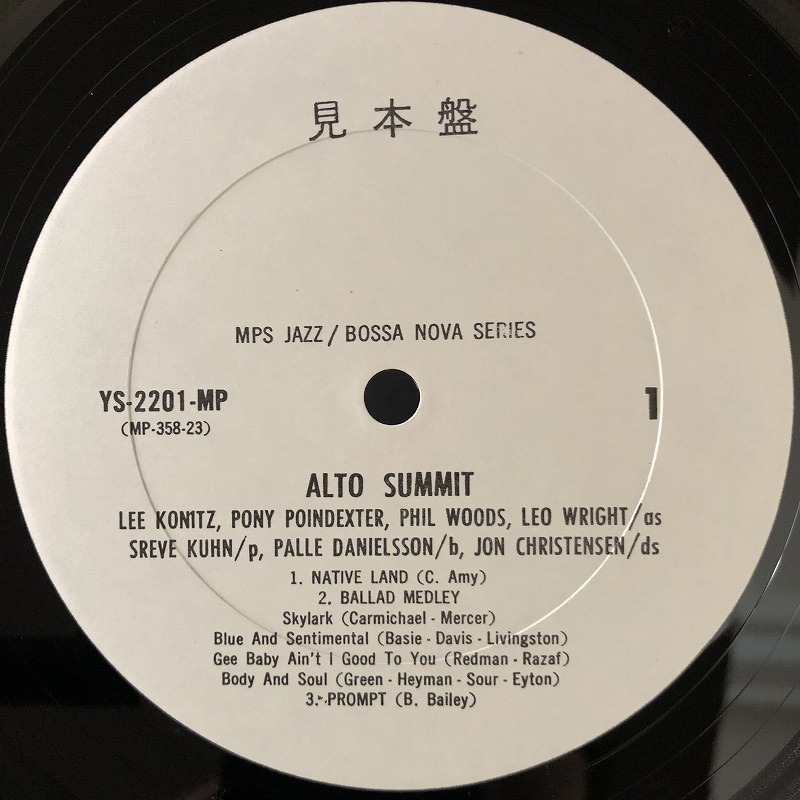 見本盤
MPS JAZZ/BOSSA NOVA SERIES
YS-2201-MP
(MP-358-23)
1
ALTO SUMMIT
LEE KONITZ, PONY POINDEXTER, PHIL WOODS, LEO WRIGHT/as
SREVE KUHN/p, PALLE DANIELSSON/b, JON CHRISTENSEN/ds
1. NATIVE LAND (C. Amy)
2. BALLAD MEDLEY
Skylark (Carmichael - Mercer)
Blue And Sentimental (Basie - Davis - Livingston)
Gee Baby Ain't I Good To You (Redman - Razaf)
Body And Soul (Green - Heyman - Sour - Eyton)
3. PROMPT (B. Bailey)